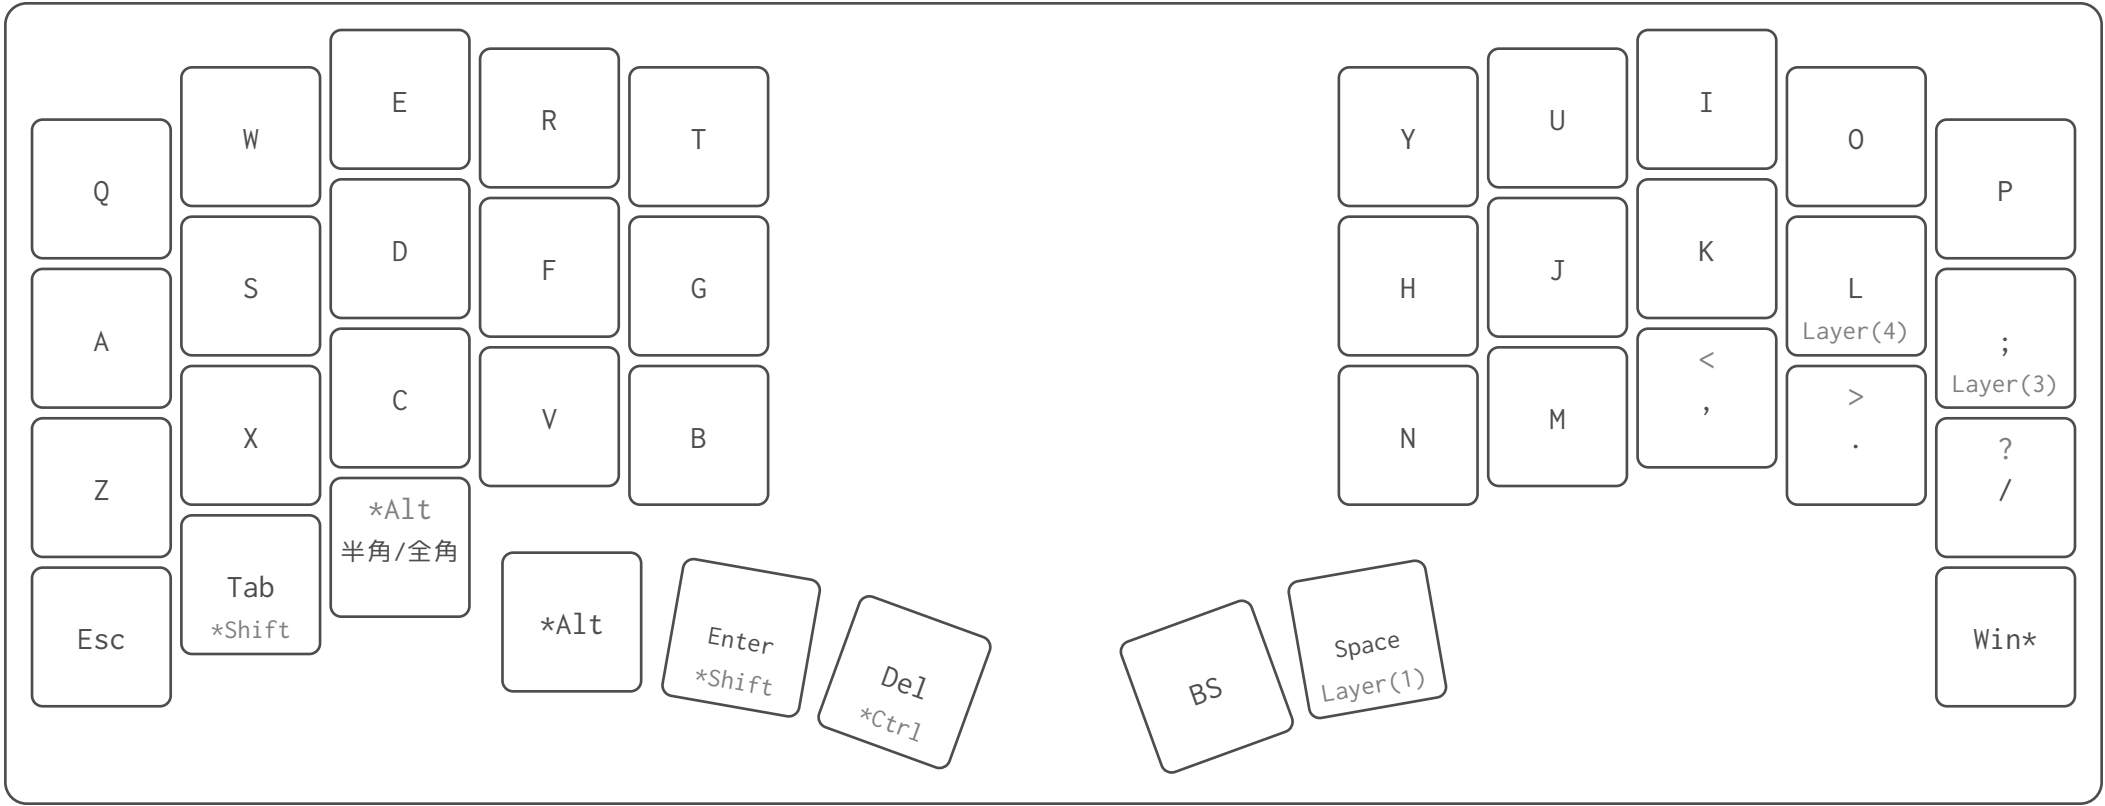 Q
W
E
R
T
Y
U
I
O
P
A
S
D
F
G
H
J
K
L
Layer(4)
;
Layer(3)
Z
X
C
V
B
N
M
<
,
>
.
?
/
Esc
Tab
*Shift
*Alt
半角/全角
*Alt
Enter
*Shift
Del
*Ctrl
BS
Space
Layer(1)
Win*